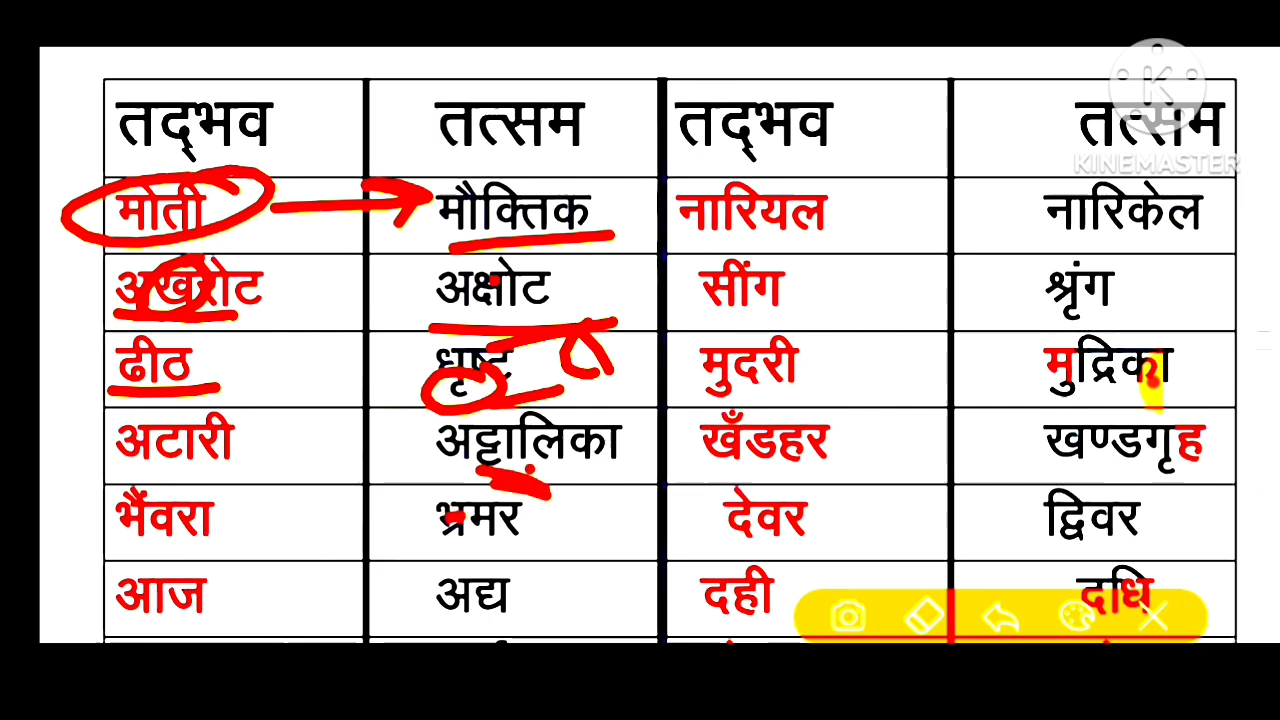 तद्भव तत्सम तद्भव तत्सम
KINEMASTER
मोती मौक्तिक नारियल नारिकेल
अखरोट अक्षोट सींग श्रृंग
ढीठ धृष्ट मुदरी मुद्रिका
अटारी अट्टालिका खँडहर खण्डगृह
भैंवरा भ्रमर देवर द्विवर
आज अद्य दही दधि